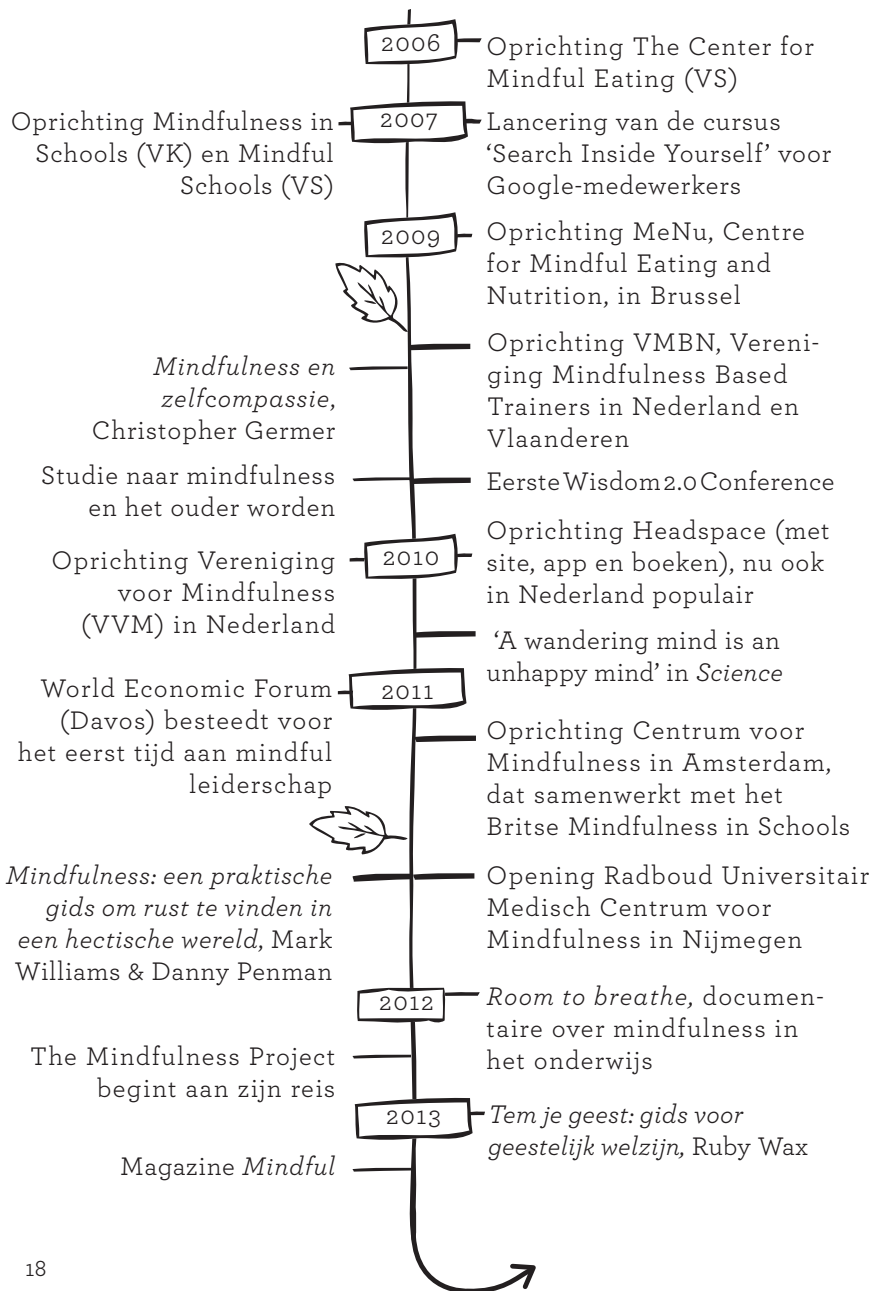 2006
Oprichting The Center for
Mindful Eating (VS)
Oprichting Mindfulness in
Schools (VK) en Mindful
Schools (VS)
2007
Lancering van de cursus
‘Search Inside Yourself’ voor
Google-medewerkers
2009
Oprichting MeNu, Centre
for Mindful Eating and
Nutrition, in Brussel
Oprichting VMBN, Vereni-
ging Mindfulness Based
Trainers in Nederland en
Vlaanderen
Mindfulness en
zelfcompassie,
Christopher Germer
Studie naar mindfulness
en het ouder worden
Eerste Wisdom 2.0 Conference
Oprichting Vereniging
voor Mindfulness
(VVM) in Nederland
2010
Oprichting Headspace (met
site, app en boeken), nu ook
in Nederland populair
‘A wandering mind is an
unhappy mind’ in Science
World Economic Forum
(Davos) besteedt voor
het eerst tijd aan mindful
leiderschap
2011
Oprichting Centrum voor
Mindfulness in Amsterdam,
dat samenwerkt met het
Britse Mindfulness in Schools
Mindfulness: een praktische
gids om rust te vinden in
een hectische wereld, Mark
Williams & Danny Penman
Opening Radboud Universitair
Medisch Centrum voor
Mindfulness in Nijmegen
2012
Room to breathe, documen-
taire over mindfulness in
het onderwijs
The Mindfulness Project
begint aan zijn reis
2013
Tem je geest: gids voor
geestelijk welzijn, Ruby Wax
Magazine Mindful
18